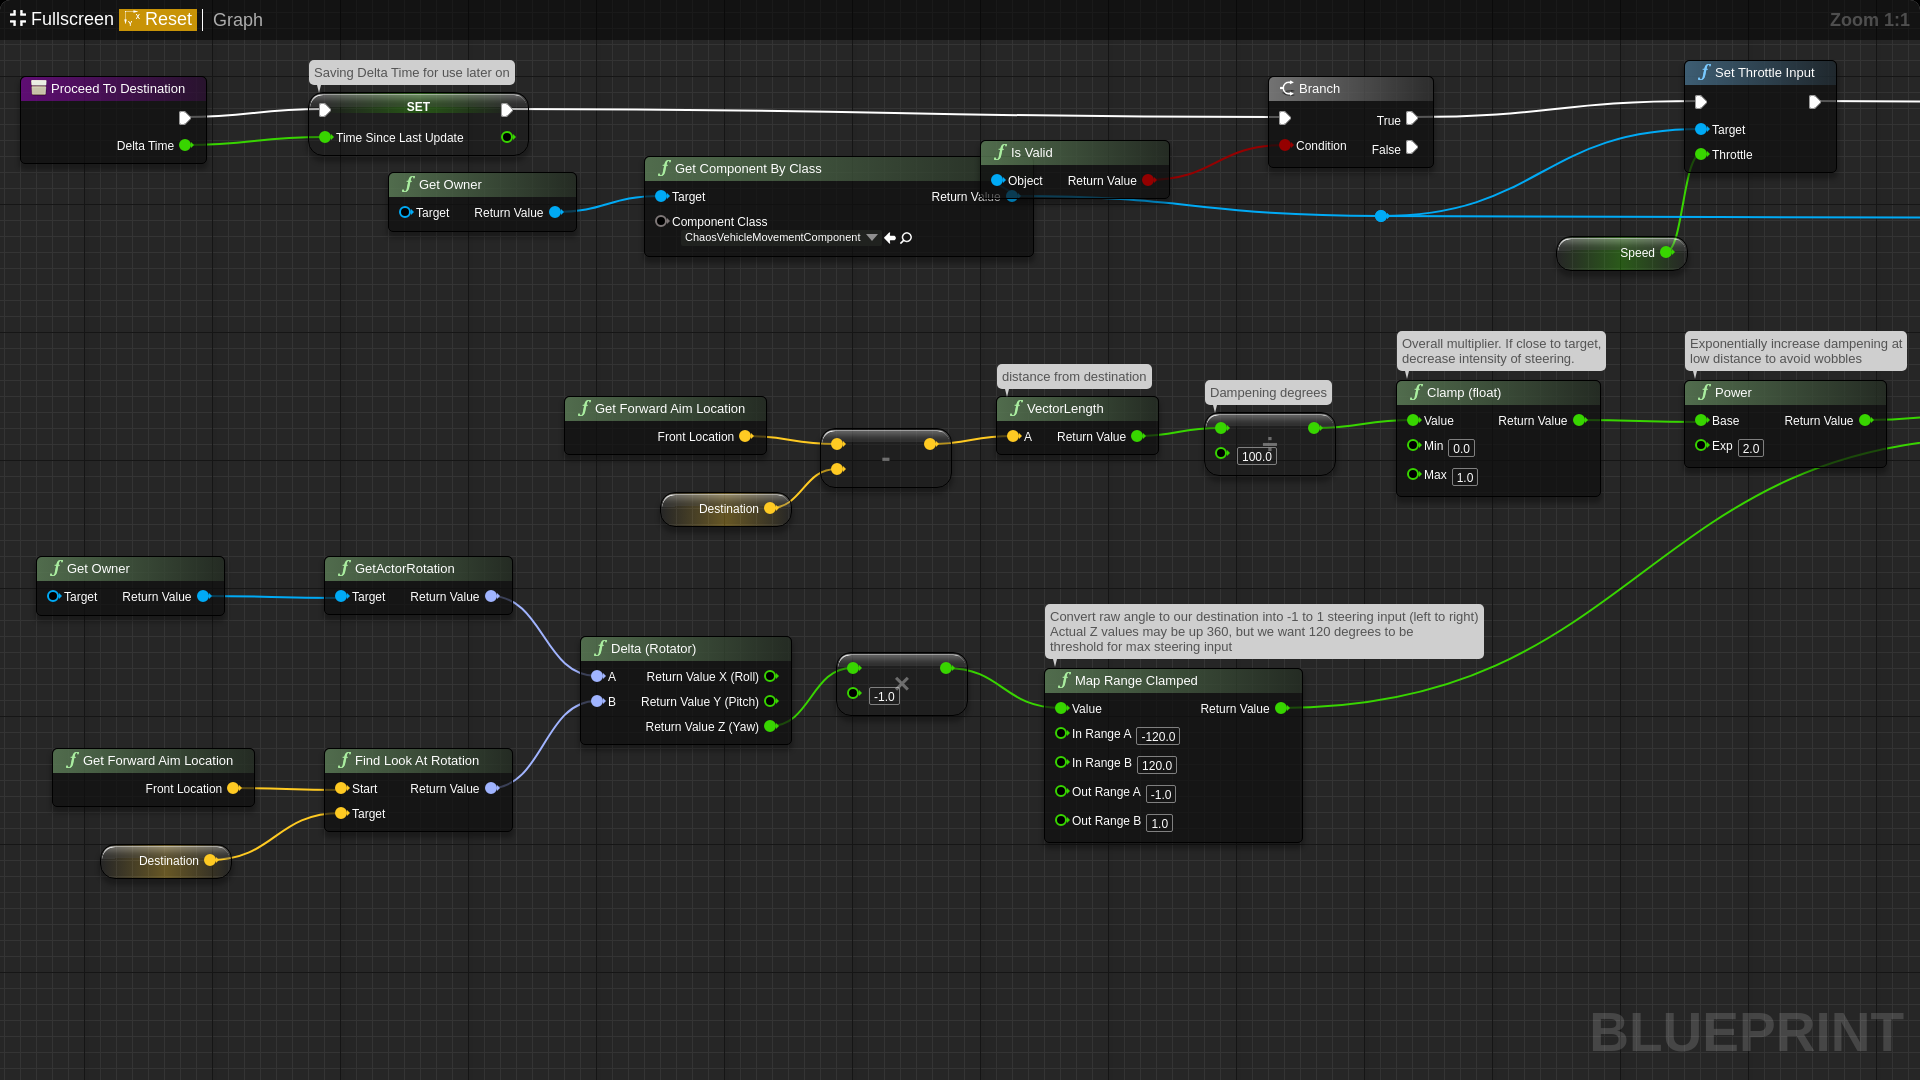 Fullscreen Reset Graph Zoom 1:1
Proceed To Destination
Delta Time
Saving Delta Time for use later on
SET
Time Since Last Update
Get Owner
Target Return Value
Get Component By Class
Target Return Value
Component Class
ChaosVehicleMovementComponent
Is Valid
Object Return Value
Branch
True
Condition
False
Set Throttle Input
Target
Throttle
Speed
Get Forward Aim Location
Front Location
Destination
-
distance from destination
VectorLength
A Return Value
Dampening degrees
÷
100.0
Overall multiplier. If close to target,
decrease intensity of steering.
Clamp (float)
Value Return Value
Min 0.0
Max 1.0
Exponentially increase dampening at
low distance to avoid wobbles
Power
Base Return Value
Exp 2.0
Get Owner
Target Return Value
GetActorRotation
Target Return Value
Get Forward Aim Location
Front Location
Destination
Find Look At Rotation
Start Return Value
Target
Delta (Rotator)
A Return Value X (Roll)
B Return Value Y (Pitch)
Return Value Z (Yaw)
×
-1.0
Convert raw angle to our destination into -1 to 1 steering input (left to right)
Actual Z values may be up 360, but we want 120 degrees to be
threshold for max steering input
Map Range Clamped
Value Return Value
In Range A -120.0
In Range B 120.0
Out Range A -1.0
Out Range B 1.0
BLUEPRINT